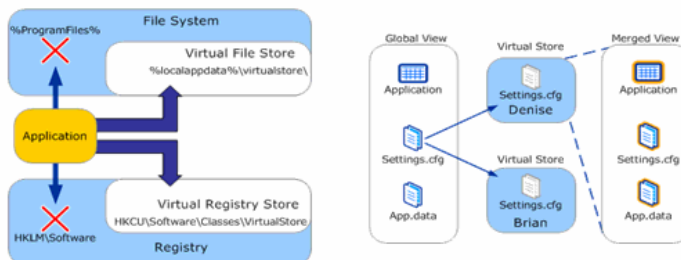 File System
%ProgramFiles%
Virtual File Store
%localappdata%\virtualstore\
Application
Virtual Registry Store
HKCU\Software\Classes\VirtualStore
HKLM\Software
Registry
Global View
Application
Settings.cfg
App.data
Virtual Store
Settings.cfg
Denise
Virtual Store
Settings.cfg
Brian
Merged View
Application
Settings.cfg
App.data